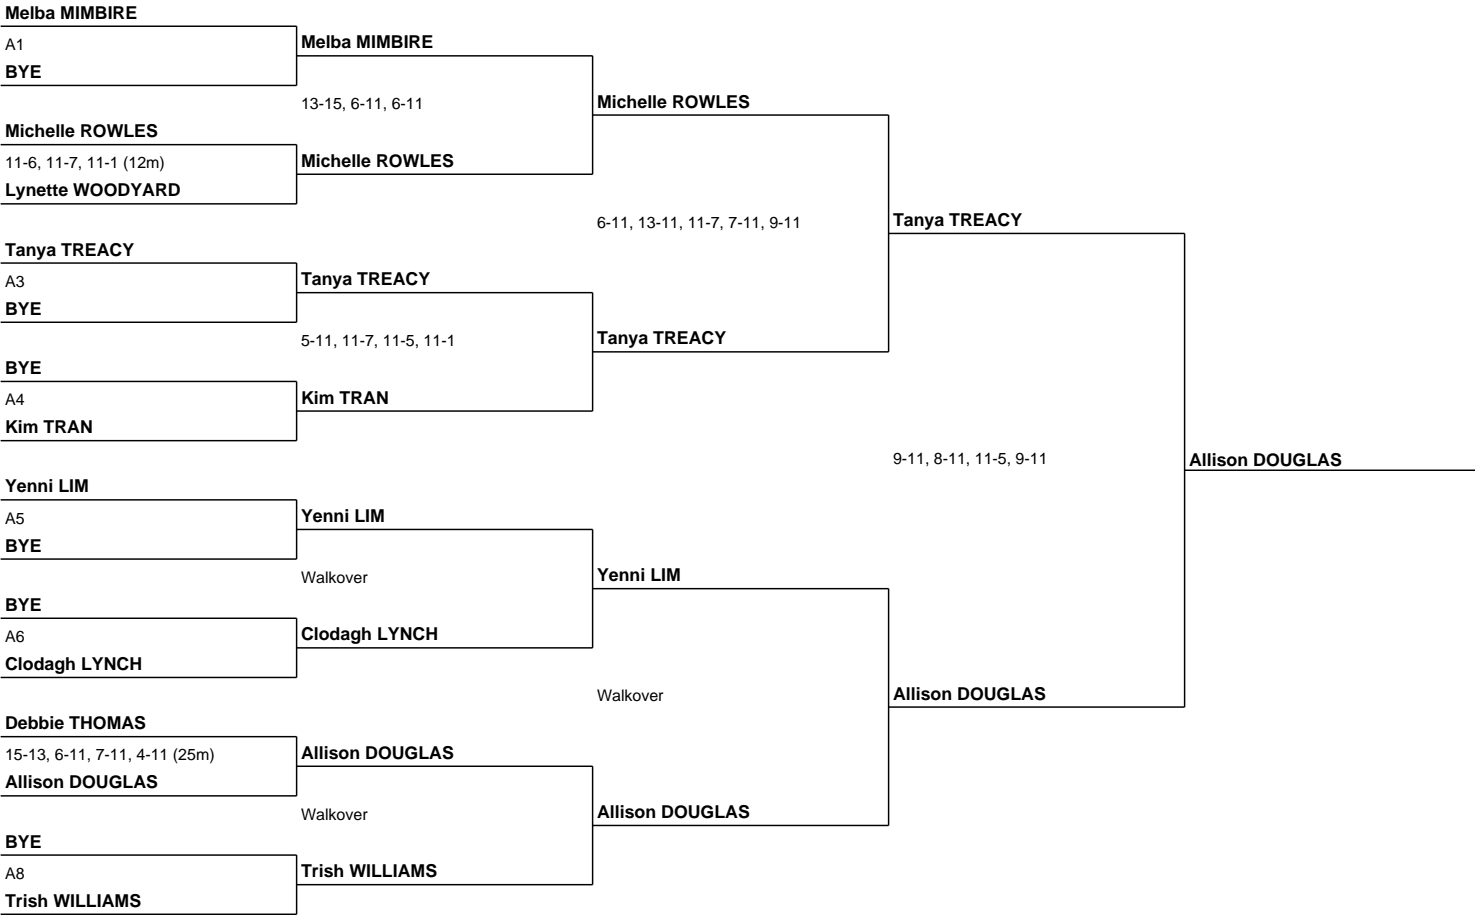 Melba MIMBIRE
A1
BYE
Melba MIMBIRE
13-15, 6-11, 6-11
Michelle ROWLES
Michelle ROWLES
11-6, 11-7, 11-1 (12m)
Lynette WOODYARD
Michelle ROWLES
6-11, 13-11, 11-7, 7-11, 9-11
Tanya TREACY
Tanya TREACY
A3
BYE
Tanya TREACY
5-11, 11-7, 11-5, 11-1
Tanya TREACY
BYE
A4
Kim TRAN
Kim TRAN
9-11, 8-11, 11-5, 9-11
Allison DOUGLAS
Yenni LIM
A5
BYE
Yenni LIM
Walkover
Yenni LIM
BYE
A6
Clodagh LYNCH
Clodagh LYNCH
Walkover
Allison DOUGLAS
Debbie THOMAS
15-13, 6-11, 7-11, 4-11 (25m)
Allison DOUGLAS
Allison DOUGLAS
Walkover
Allison DOUGLAS
BYE
A8
Trish WILLIAMS
Trish WILLIAMS